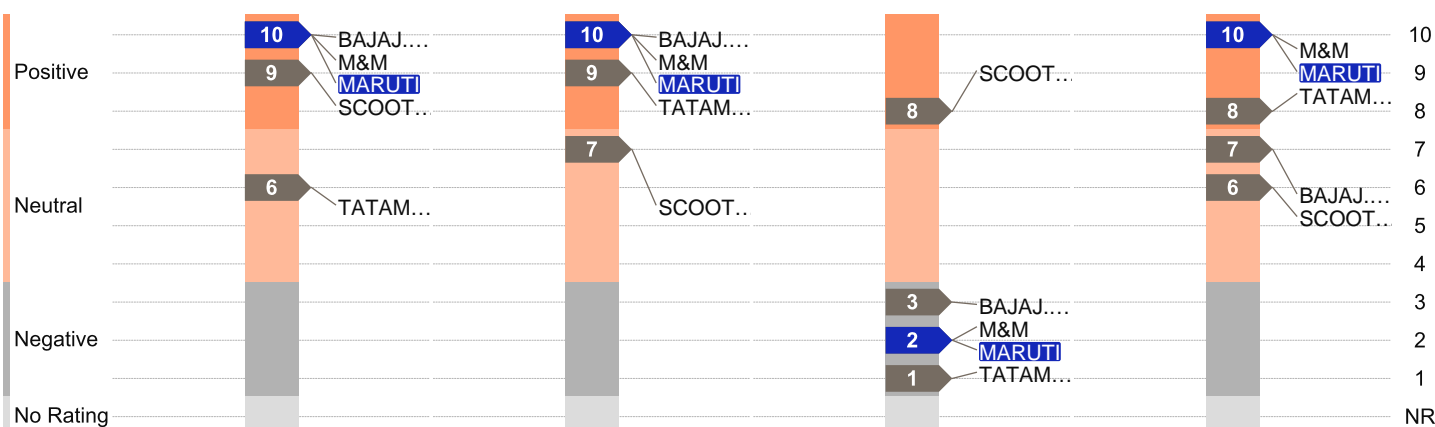 Positive
Neutral
Negative
No Rating
10
9
6
BAJAJ.…
M&M
MARUTI
SCOOT…
TATAM…
10
9
7
BAJAJ.…
M&M
MARUTI
TATAM…
SCOOT…
8
3
2
1
SCOOT…
BAJAJ.…
M&M
MARUTI
TATAM…
10
8
7
6
M&M
MARUTI
TATAM…
BAJAJ.…
SCOOT…
10
9
8
7
6
5
4
3
2
1
NR